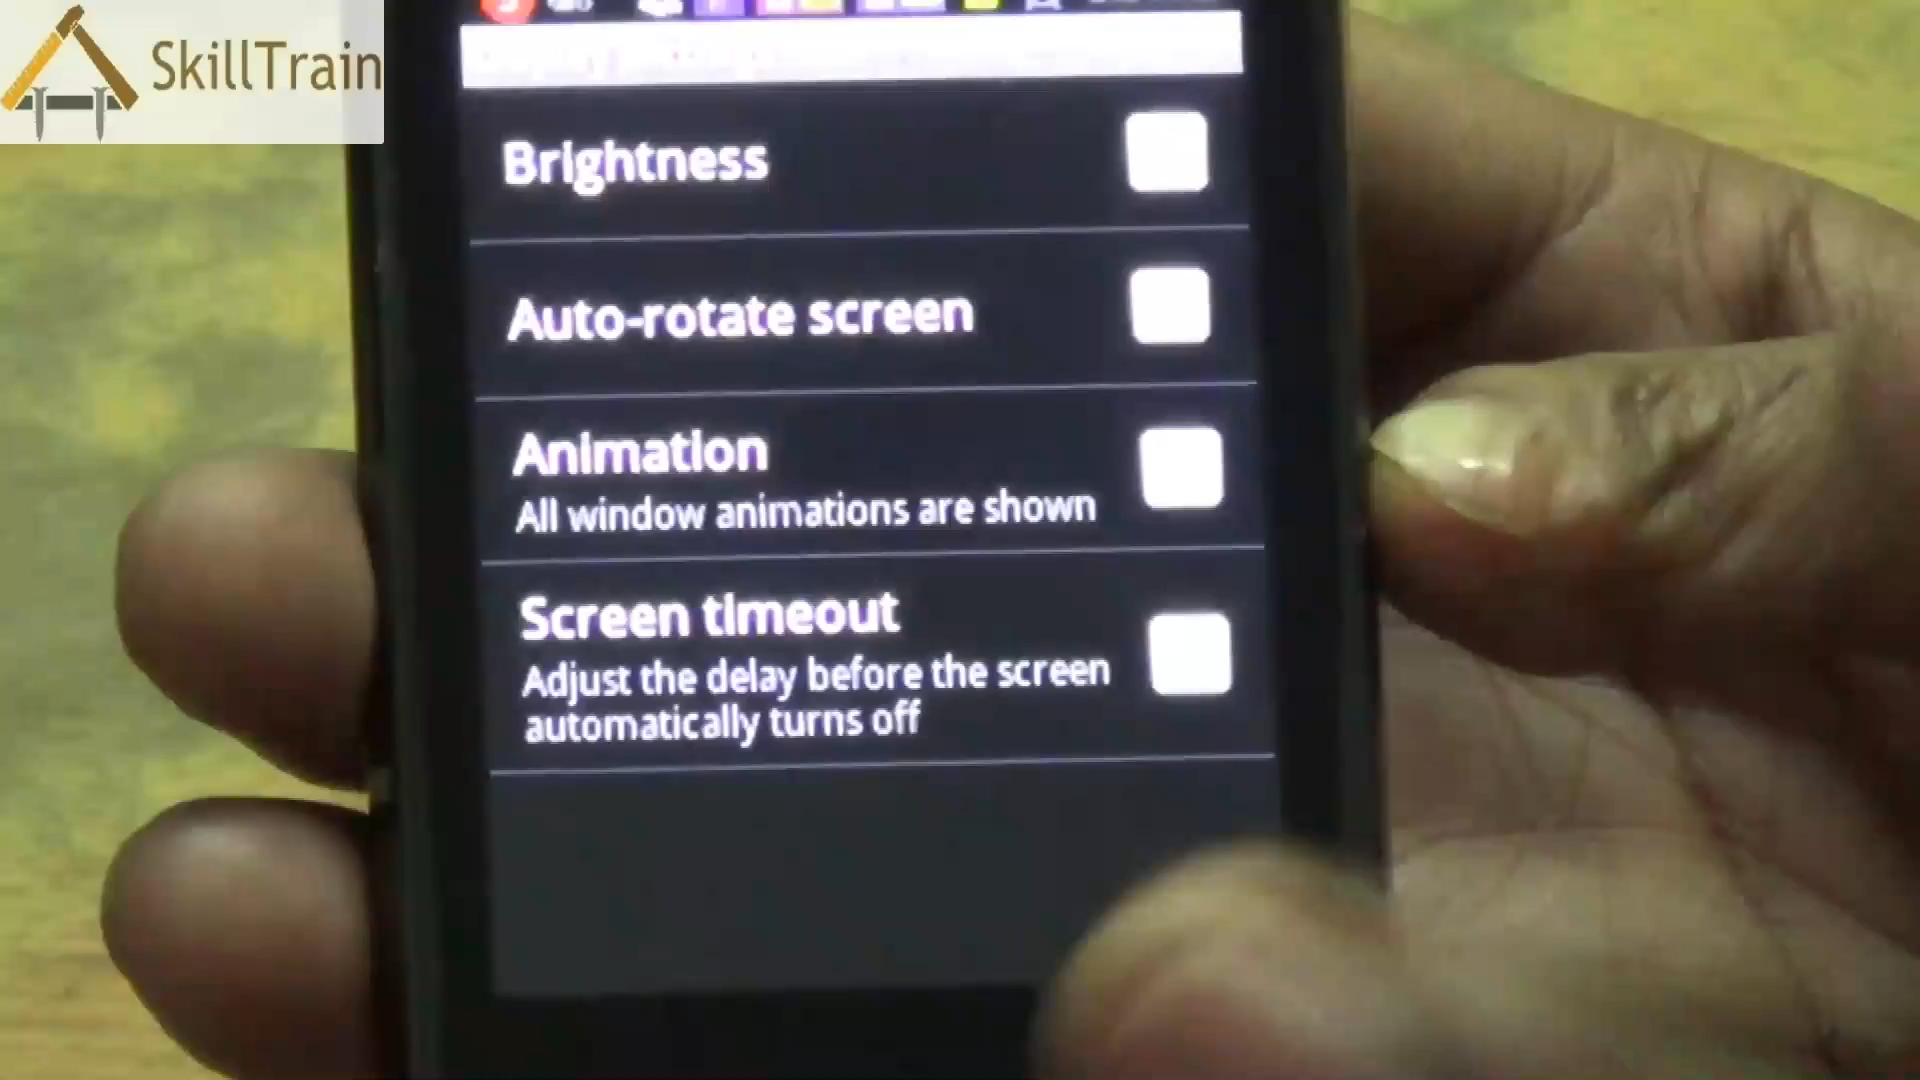 SkillTrain
Brightness
Auto-rotate screen
Animation
All window animations are shown
Screen timeout
Adjust the delay before the screen
automatically turns off